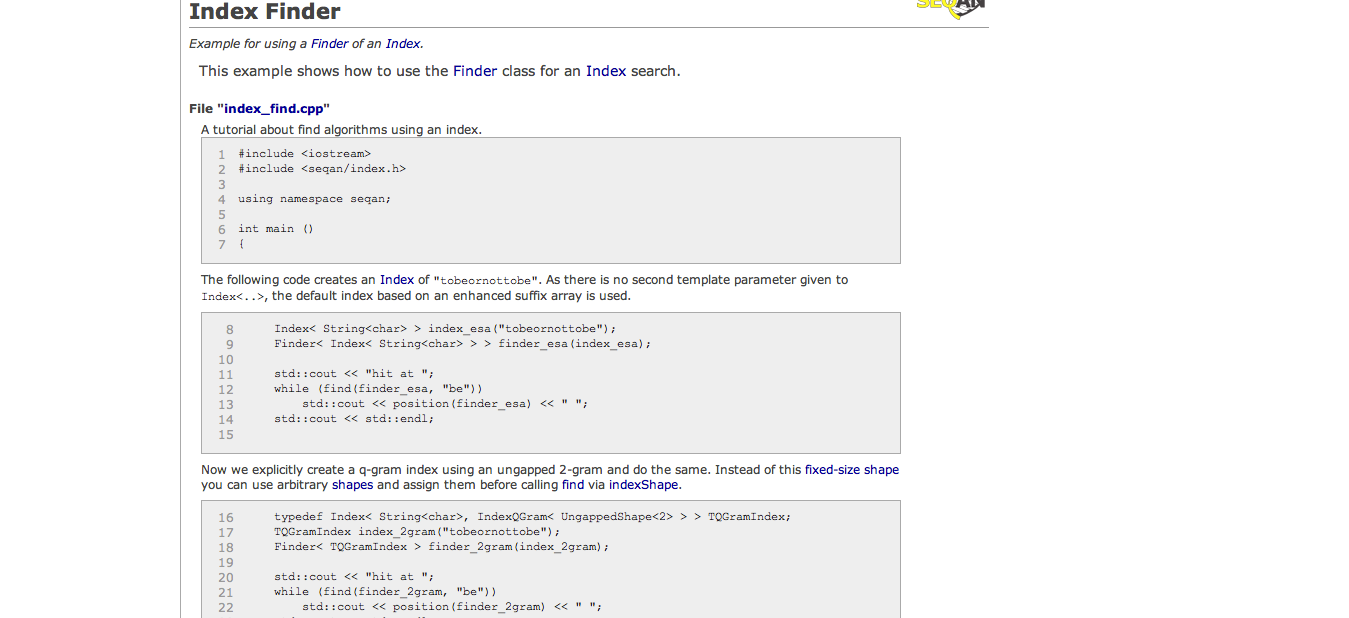 Index Finder
SEQAN
Example for using a Finder of an Index.
This example shows how to use the Finder class for an Index search.
File "index_find.cpp"
A tutorial about find algorithms using an index.
1 #include <iostream>
2 #include <seqan/index.h>
3
4 using namespace seqan;
5
6 int main ()
7 {
The following code creates an Index of "tobeornottobe". As there is no second template parameter given to
Index<..>, the default index based on an enhanced suffix array is used.
8 Index< String<char> > index_esa("tobeornottobe");
9 Finder< Index< String<char> > > finder_esa(index_esa);
10
11 std::cout << "hit at ";
12 while (find(finder_esa, "be"))
13 std::cout << position(finder_esa) << " ";
14 std::cout << std::endl;
15
Now we explicitly create a q-gram index using an ungapped 2-gram and do the same. Instead of this fixed-size shape
you can use arbitrary shapes and assign them before calling find via indexShape.
16 typedef Index< String<char>, IndexQGram< UngappedShape<2> > > TQGramIndex;
17 TQGramIndex index_2gram("tobeornottobe");
18 Finder< TQGramIndex > finder_2gram(index_2gram);
19
20 std::cout << "hit at ";
21 while (find(finder_2gram, "be"))
22 std::cout << position(finder_2gram) << " ";